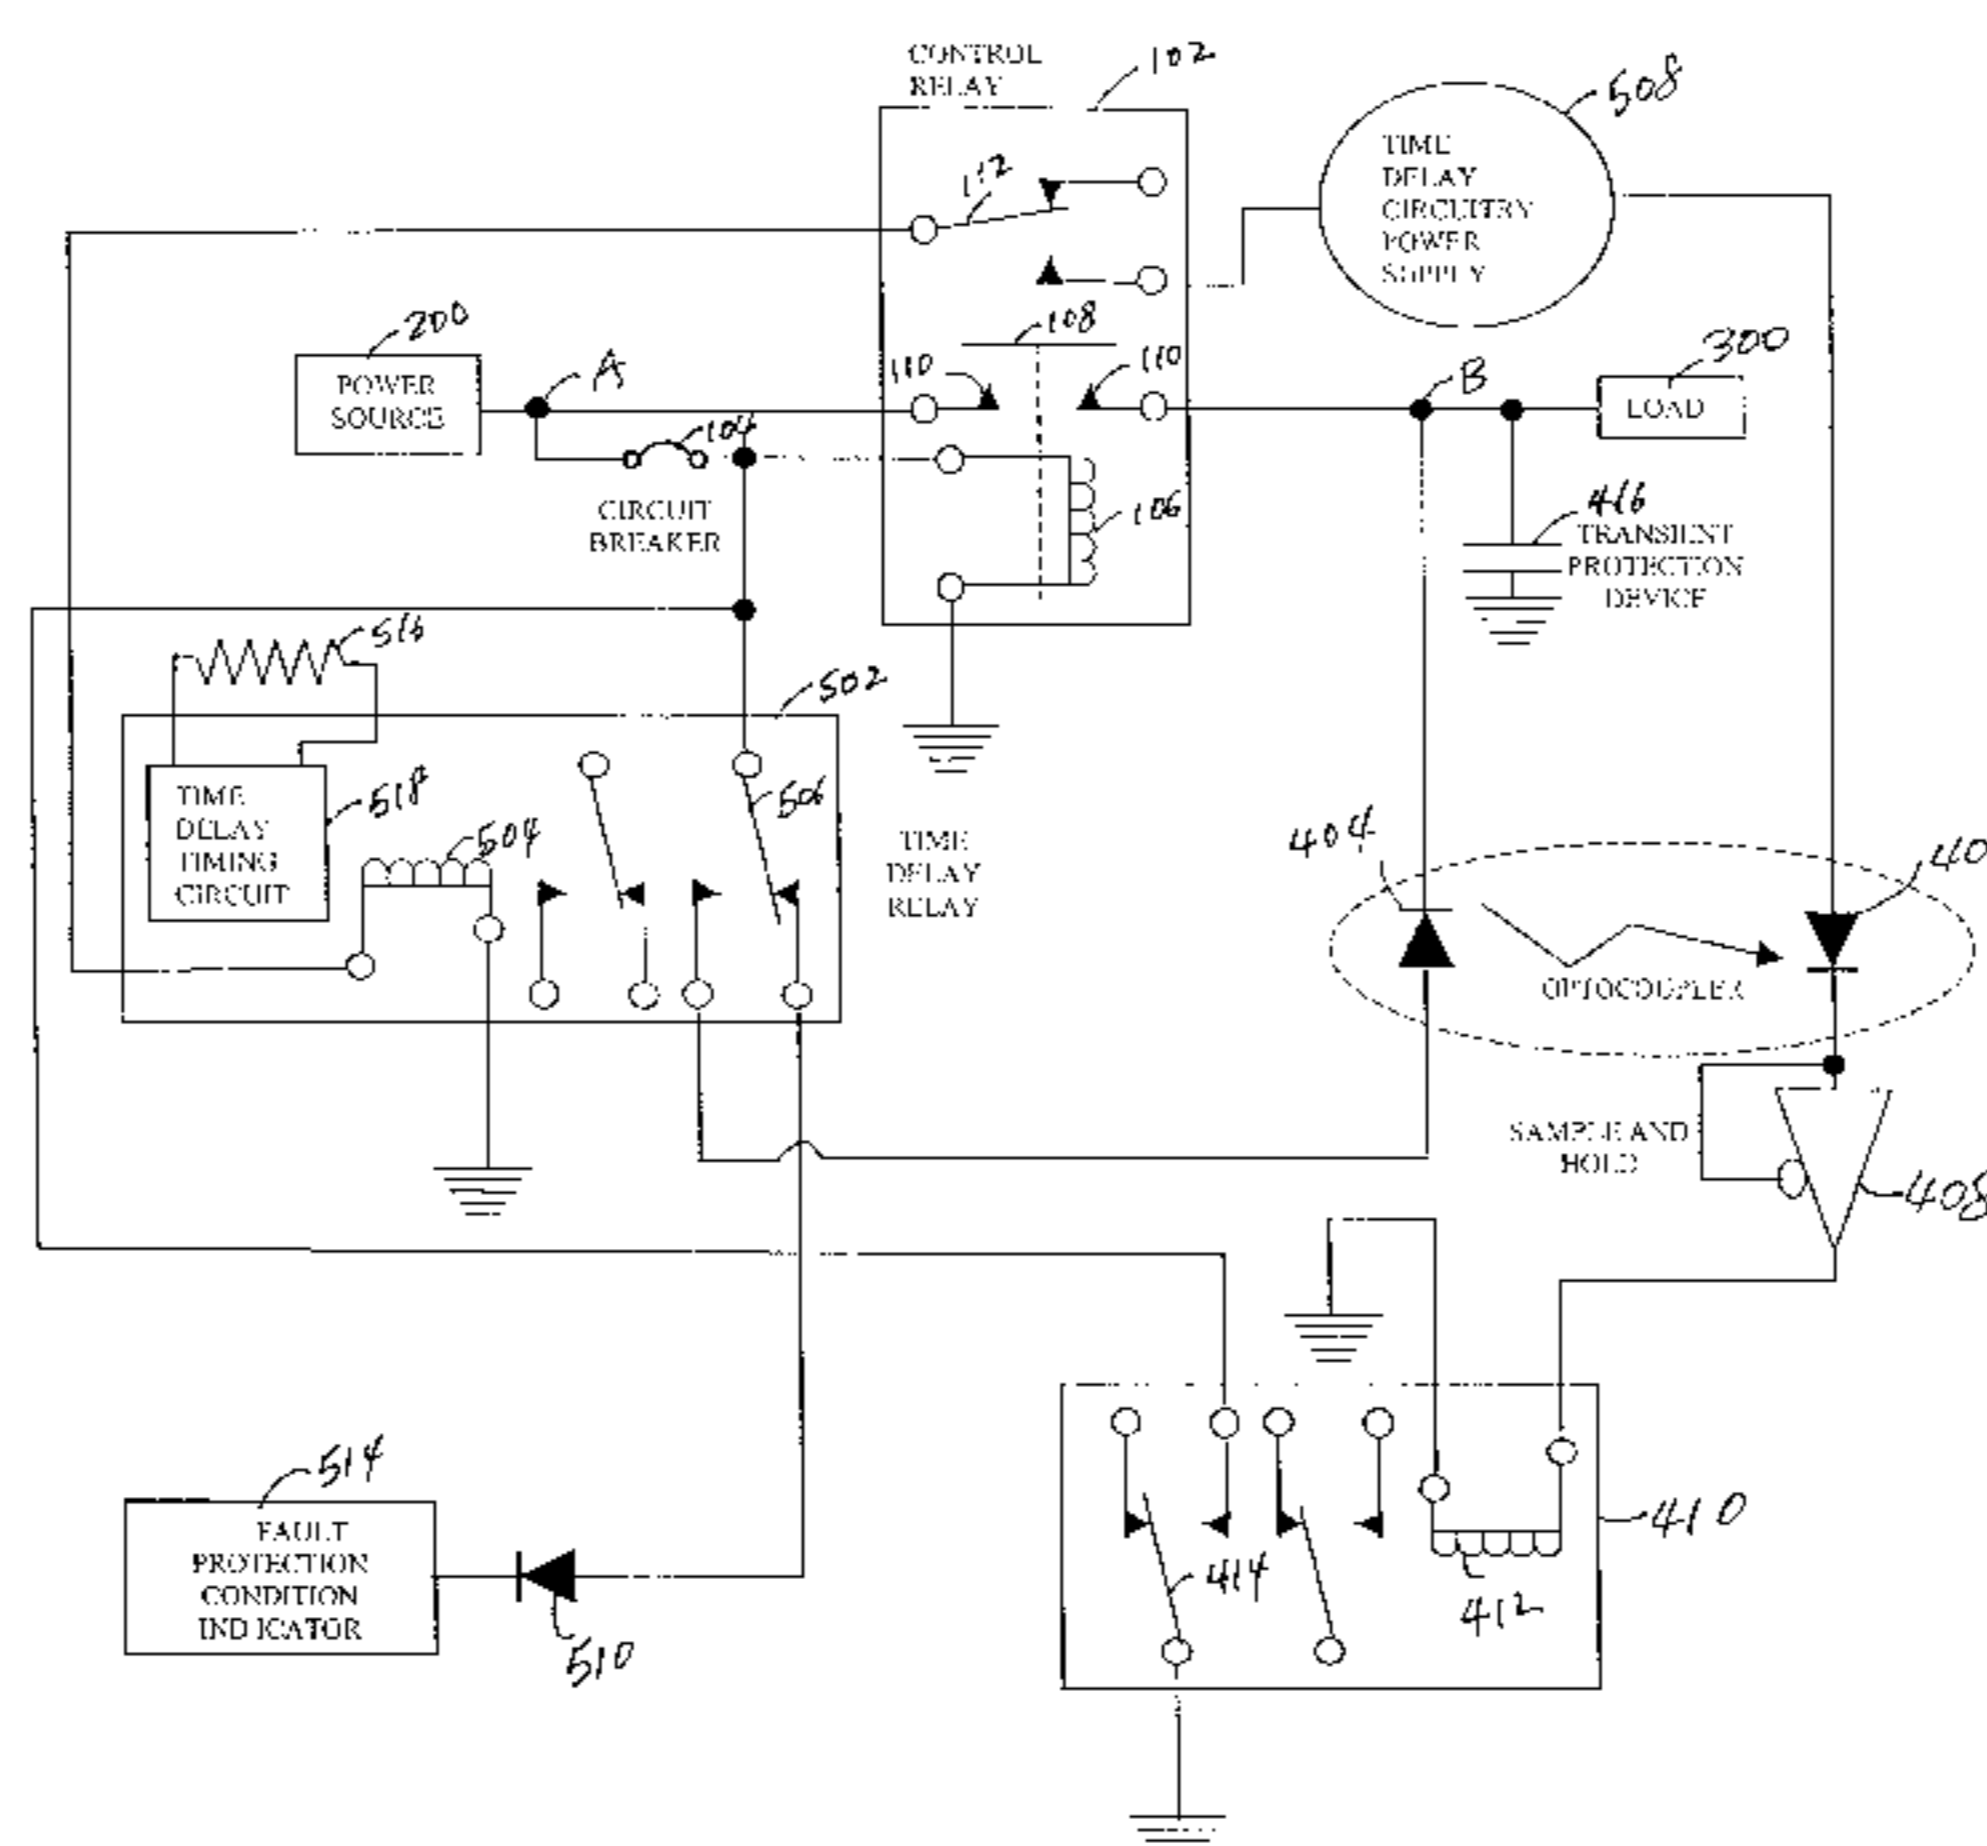 CONTROL
RELAY
102
508
TIME
DELAY
CIRCUITRY
POWER
SUPPLY
112
200
A
108
300
POWER
SOURCE
110
110
B
LOAD
104
CIRCUIT
BREAKER
106
416
TRANSIENT
PROTECTION
DEVICE
516
502
TIME
DELAY
TIMING
CIRCUIT
518
504
506
TIME
DELAY
RELAY
404
40
OPTOCOUPLER
SAMPLE AND
HOLD
408
514
FAULT
PROTECTION
CONDITION
INDICATOR
510
414
412
410